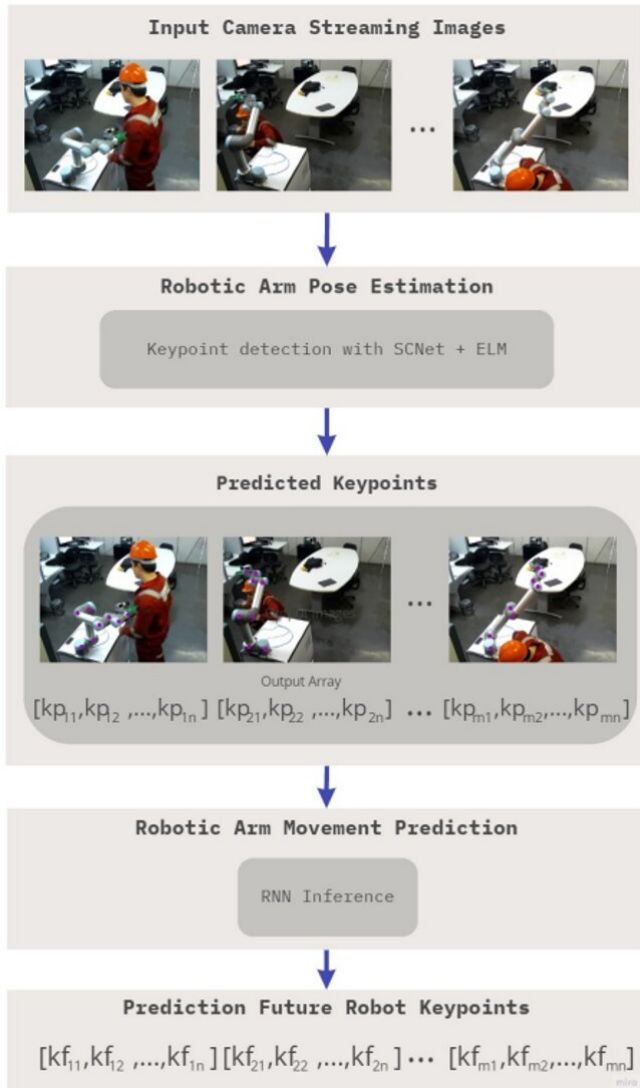 Input Camera Streaming Images
...
Robotic Arm Pose Estimation
Keypoint detection with SCNet + ELM
Predicted Keypoints
...
Output Array
[kp11,kp12 ,...,kp1n] [kp21,kp22 ,...,kp2n] ... [kpm1,kpm2,...,kpmn]
Robotic Arm Movement Prediction
RNN Inference
Prediction Future Robot Keypoints
[kf11,kf12 ,...,kf1n] [kf21,kf22 ,...,kf2n] ... [kfm1,kfm2,...,kfmn]
miro